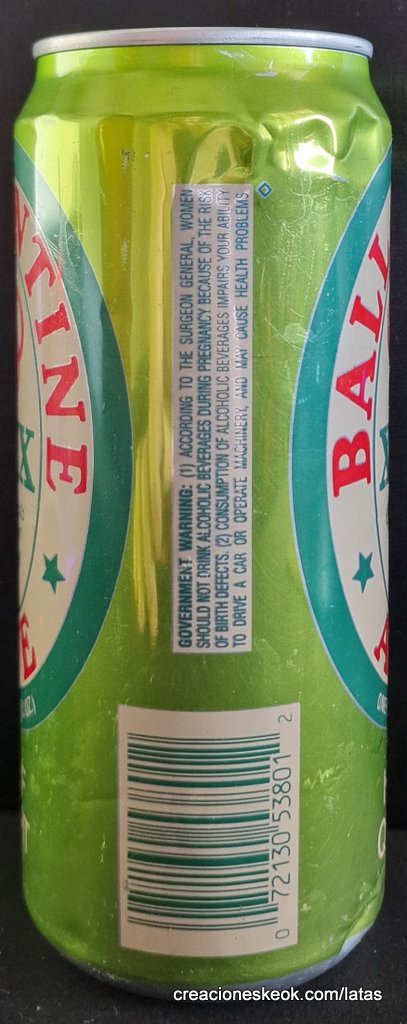 NTINE
X
E
BALL
GOVERNMENT WARNING: (1) ACCORDING TO THE SURGEON GENERAL, WOMEN
SHOULD NOT DRINK ALCOHOLIC BEVERAGES DURING PREGNANCY BECAUSE OF THE RISK
OF BIRTH DEFECTS. (2) CONSUMPTION OF ALCOHOLIC BEVERAGES IMPAIRS YOUR ABILITY
TO DRIVE A CAR OR OPERATE MACHINERY, AND MAY CAUSE HEALTH PROBLEMS.
0 72130 53801 2
creacioneskeok.com/latas